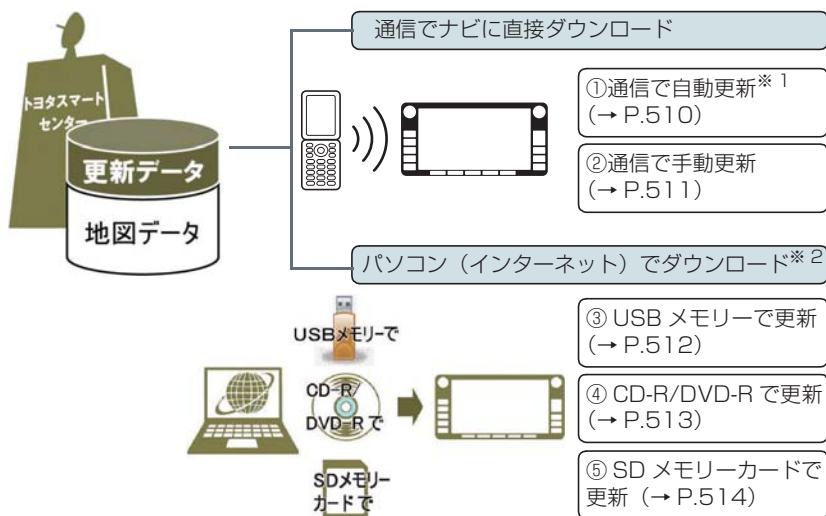 通信でナビに直接ダウンロード
トヨタスマート
センター
更新データ
地図データ
①通信で自動更新※1
(→ P.510)
②通信で手動更新
(→ P.511)
パソコン(インターネット)でダウンロード※2
USBメモリーで
CD-R/
DVD-Rで
SDメモリー
カードで
③ USB メモリーで更新
(→ P.512)
④ CD-R/DVD-R で更新
(→ P.513)
⑤ SD メモリーカードで
更新(→ P.514)